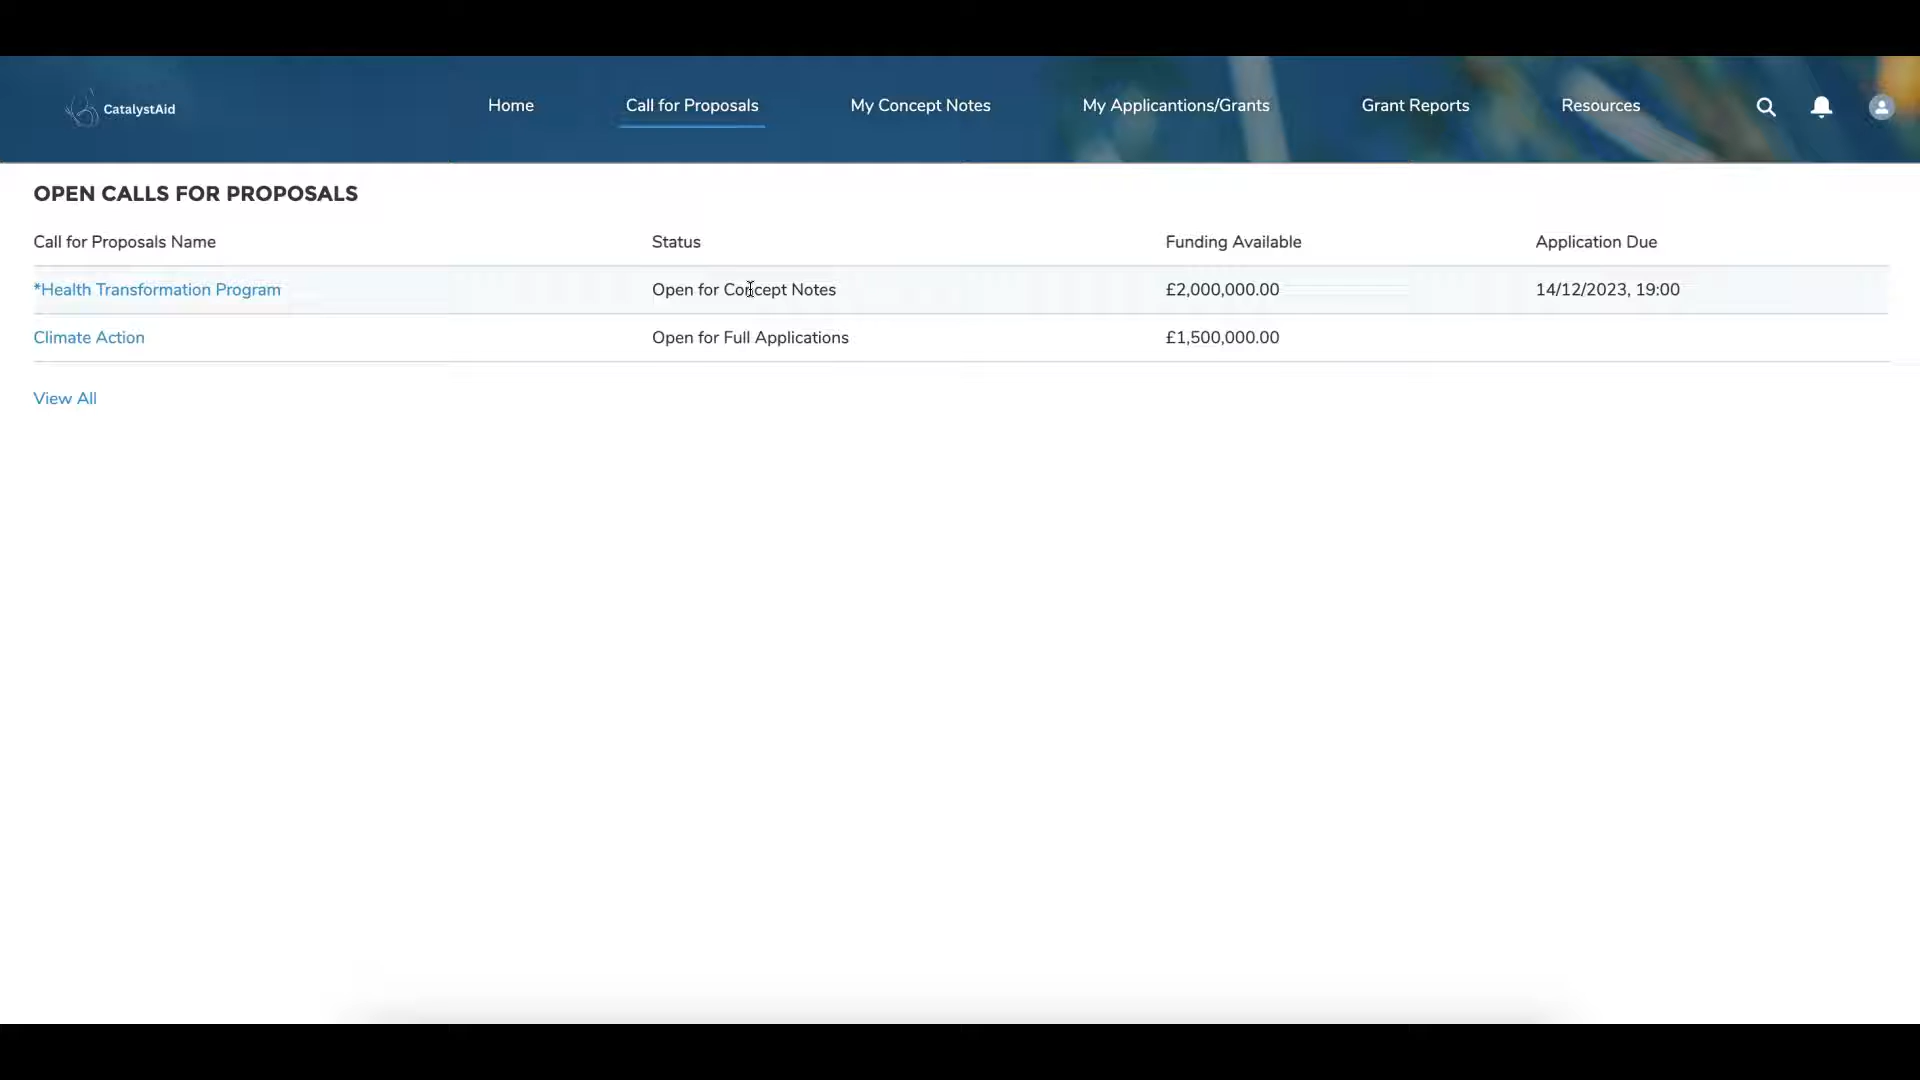 CatalystAid
Home Call for Proposals My Concept Notes My Applicantions/Grants Grant Reports Resources
OPEN CALLS FOR PROPOSALS
Call for Proposals Name Status Funding Available Application Due
*Health Transformation Program Open for Concept Notes £2,000,000.00 14/12/2023, 19:00
Climate Action Open for Full Applications £1,500,000.00
View All